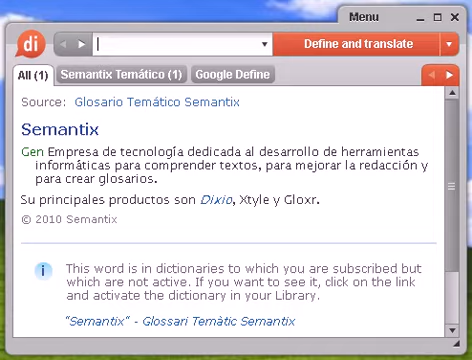 Menu
di
Define and translate
All (1) Semantix Temático (1) Google Define
Source: Glosario Temático Semantix
Semantix
Gen Empresa de tecnología dedicada al desarrollo de herramientas
informáticas para comprender textos, para mejorar la redacción y
para crear glosarios.
Su principales productos son Dixio, Xtyle y Gloxr.
© 2010 Semantix
i
This word is in dictionaries to which you are subscribed but
which are not active. If you want to see it, click on the link
and activate the dictionary in your Library.
"Semantix" - Glossari Temàtic Semantix